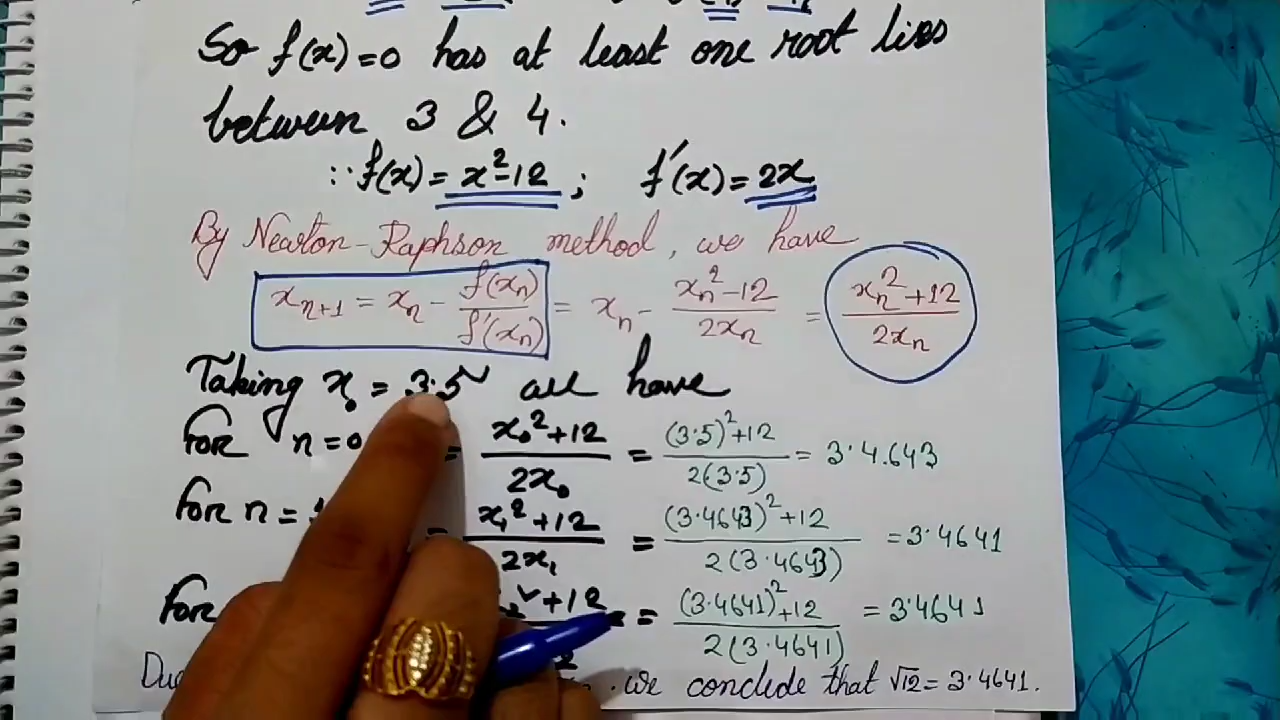 So f(x)=0 has at least one root lies
between 3 & 4.
∵ f(x) = x²-12 ; f'(x) = 2x
By Newton-Raphson method, we have
xₙ₊₁ = xₙ - f(xₙ)/f'(xₙ) = xₙ - (xₙ²-12)/(2xₙ) = (xₙ²+12)/(2xₙ)
Taking x₀ = 3.5 we have
For n=0 = (x₀²+12)/(2x₀) = ((3.5)²+12)/(2(3.5)) = 3.4.643
For n = 1 = (x₁²+12)/(2x₁) = ((3.4643)²+12)/(2(3.4643)) = 3.4641
For +12 = ((3.4641)²+12)/(2(3.4641)) = 3.4641
we conclude that √12 = 3.4641.